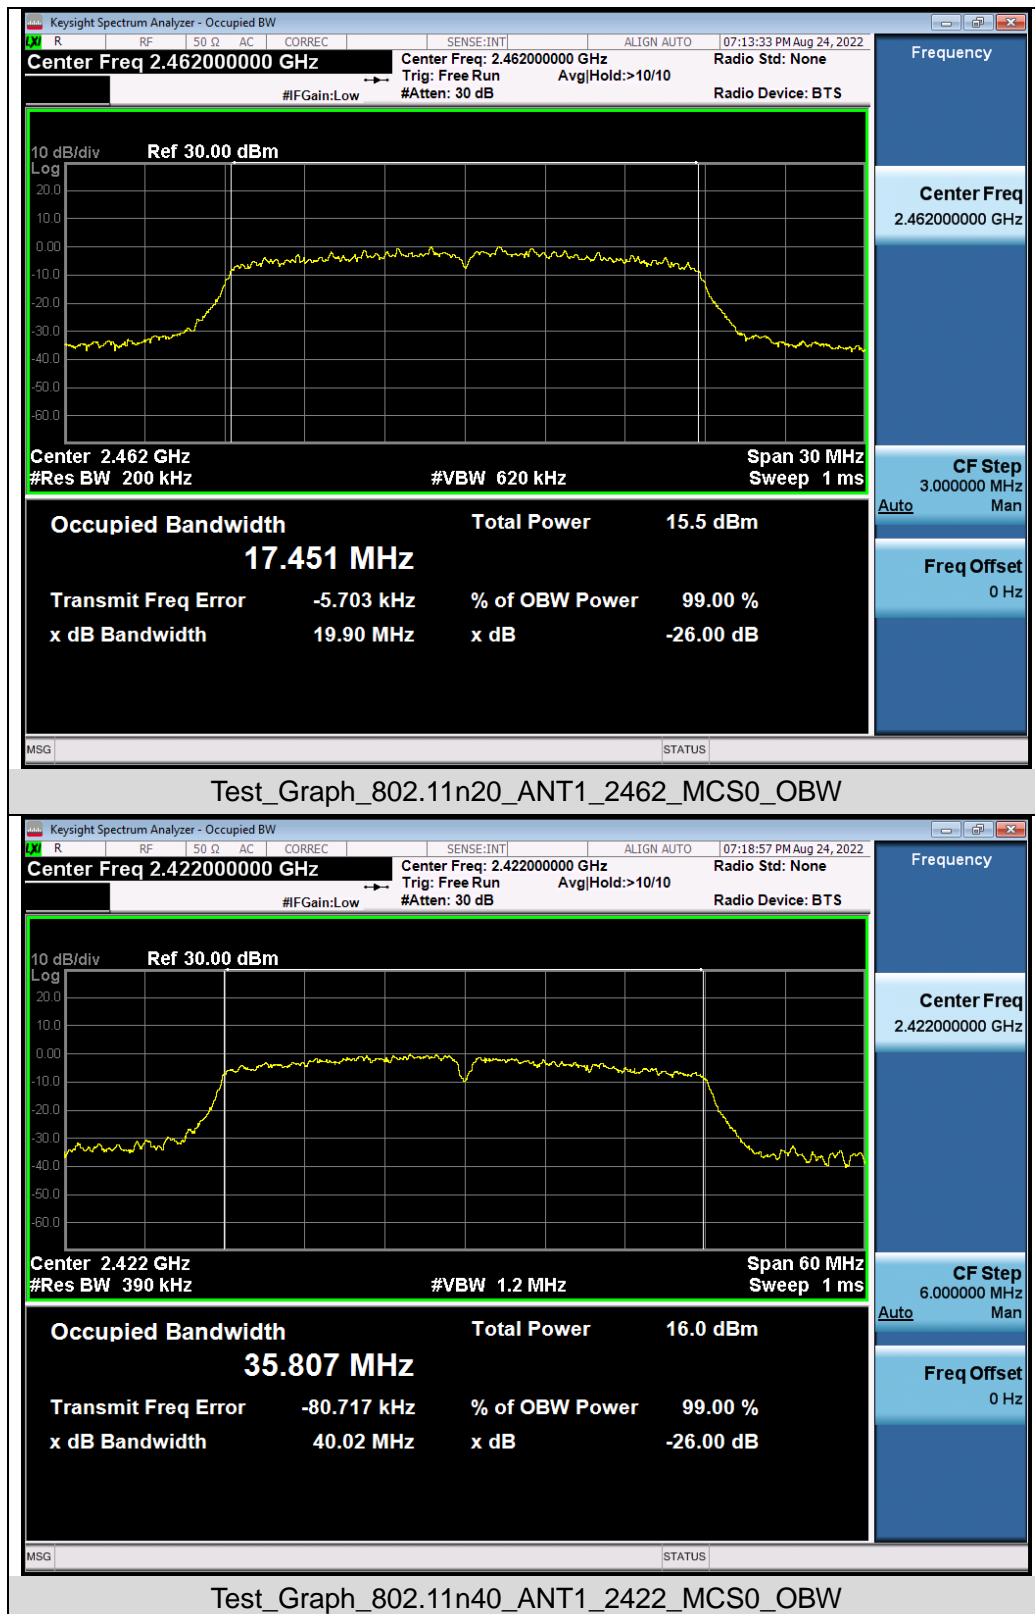 Keysight Spectrum Analyzer - Occupied BW
LXI R RF 50 Ω AC CORREC SENSE:INT ALIGN AUTO 07:13:33 PM Aug 24, 2022
Center Freq 2.462000000 GHz
Center Freq: 2.462000000 GHz
Radio Std: None
Trig: Free Run Avg|Hold:>10/10
#IFGain:Low
#Atten: 30 dB
Radio Device: BTS
Frequency
10 dB/div Ref 30.00 dBm
Log
20.0
10.0
0.00
-10.0
-20.0
-30.0
-40.0
-50.0
-60.0
Center Freq
2.462000000 GHz
Center 2.462 GHz
Span 30 MHz
#Res BW 200 kHz
#VBW 620 kHz
Sweep 1 ms
CF Step
3.000000 MHz
Auto Man
Occupied Bandwidth
Total Power 15.5 dBm
17.451 MHz
Transmit Freq Error -5.703 kHz
% of OBW Power 99.00 %
x dB Bandwidth 19.90 MHz
x dB -26.00 dB
Freq Offset
0 Hz
MSG
STATUS
Test_Graph_802.11n20_ANT1_2462_MCS0_OBW
Keysight Spectrum Analyzer - Occupied BW
LXI R RF 50 Ω AC CORREC SENSE:INT ALIGN AUTO 07:18:57 PM Aug 24, 2022
Center Freq 2.422000000 GHz
Center Freq: 2.422000000 GHz
Radio Std: None
Trig: Free Run Avg|Hold:>10/10
#IFGain:Low
#Atten: 30 dB
Radio Device: BTS
Frequency
10 dB/div Ref 30.00 dBm
Log
20.0
10.0
0.00
-10.0
-20.0
-30.0
-40.0
-50.0
-60.0
Center Freq
2.422000000 GHz
Center 2.422 GHz
Span 60 MHz
#Res BW 390 kHz
#VBW 1.2 MHz
Sweep 1 ms
CF Step
6.000000 MHz
Auto Man
Occupied Bandwidth
Total Power 16.0 dBm
35.807 MHz
Transmit Freq Error -80.717 kHz
% of OBW Power 99.00 %
x dB Bandwidth 40.02 MHz
x dB -26.00 dB
Freq Offset
0 Hz
MSG
STATUS
Test_Graph_802.11n40_ANT1_2422_MCS0_OBW